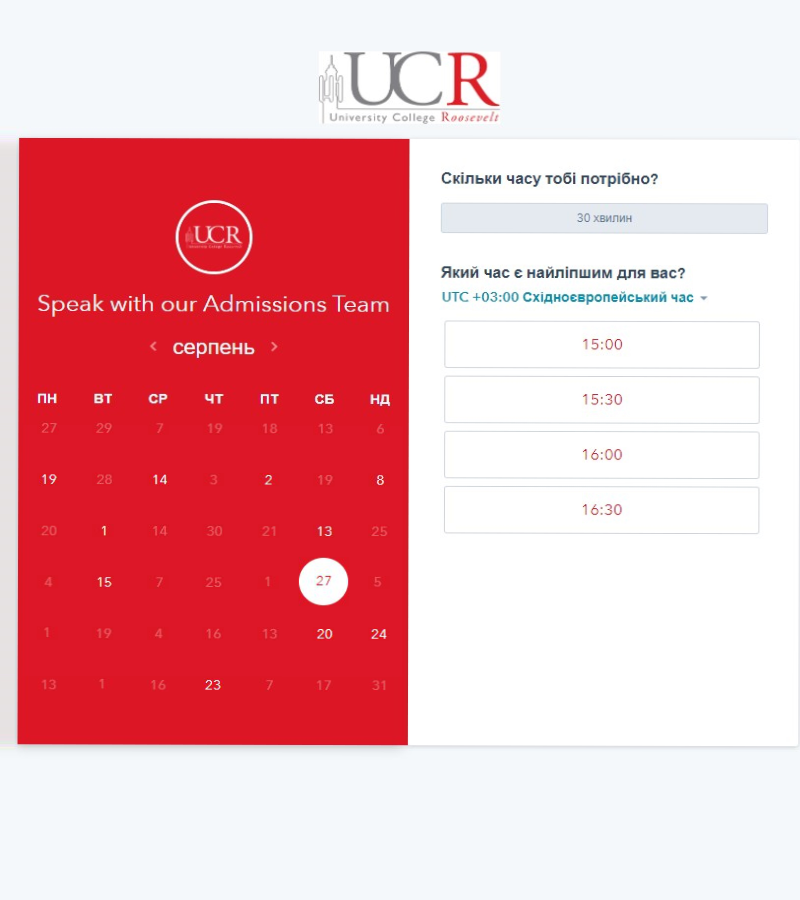 UCR
University College Roosevelt
UCR
Speak with our Admissions Team
серпень
ПН ВТ СР ЧТ ПТ СБ НД
27 29 7 19 18 13 6
19 28 14 3 2 19 8
20 1 14 30 21 13 25
4 15 7 25 1 27 5
1 19 4 16 13 20 24
13 1 16 23 7 17 31
Скільки часу тобі потрібно?
30 хвилин
Який час є найліпшим для вас?
UTC +03:00 Східноєвропейський час
15:00
15:30
16:00
16:30